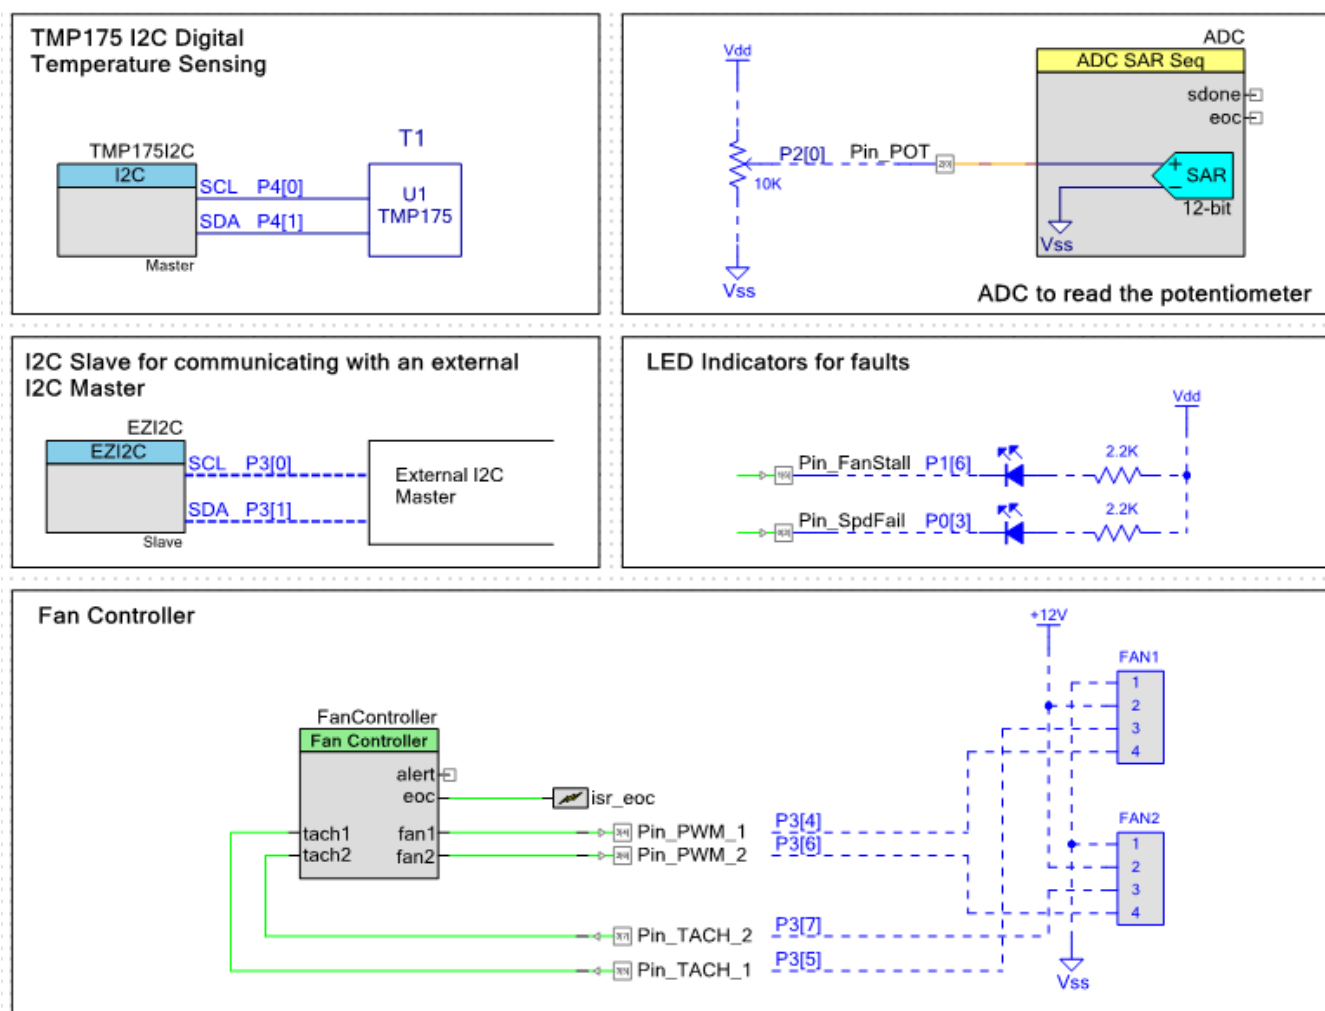 TMP175 I2C Digital
Temperature Sensing
TMP175I2C
I2C
SCL P4[0]
SDA P4[1]
Master
T1
U1
TMP175
Vdd
10K
Vss
P2[0]
Pin_POT
ADC
ADC SAR Seq
sdone
eoc
+
SAR
-
12-bit
Vss
ADC to read the potentiometer
I2C Slave for communicating with an external
I2C Master
EZI2C
EZI2C
SCL P3[0]
SDA P3[1]
Slave
External I2C
Master
LED Indicators for faults
Vdd
Pin_FanStall P1[6]
2.2K
Pin_SpdFail P0[3]
2.2K
Fan Controller
FanController
Fan Controller
alert
eoc
tach1 fan1
tach2 fan2
isr_eoc
Pin_PWM_1 P3[4]
Pin_PWM_2 P3[6]
Pin_TACH_2 P3[7]
Pin_TACH_1 P3[5]
+12V
FAN1
1
2
3
4
FAN2
1
2
3
4
Vss